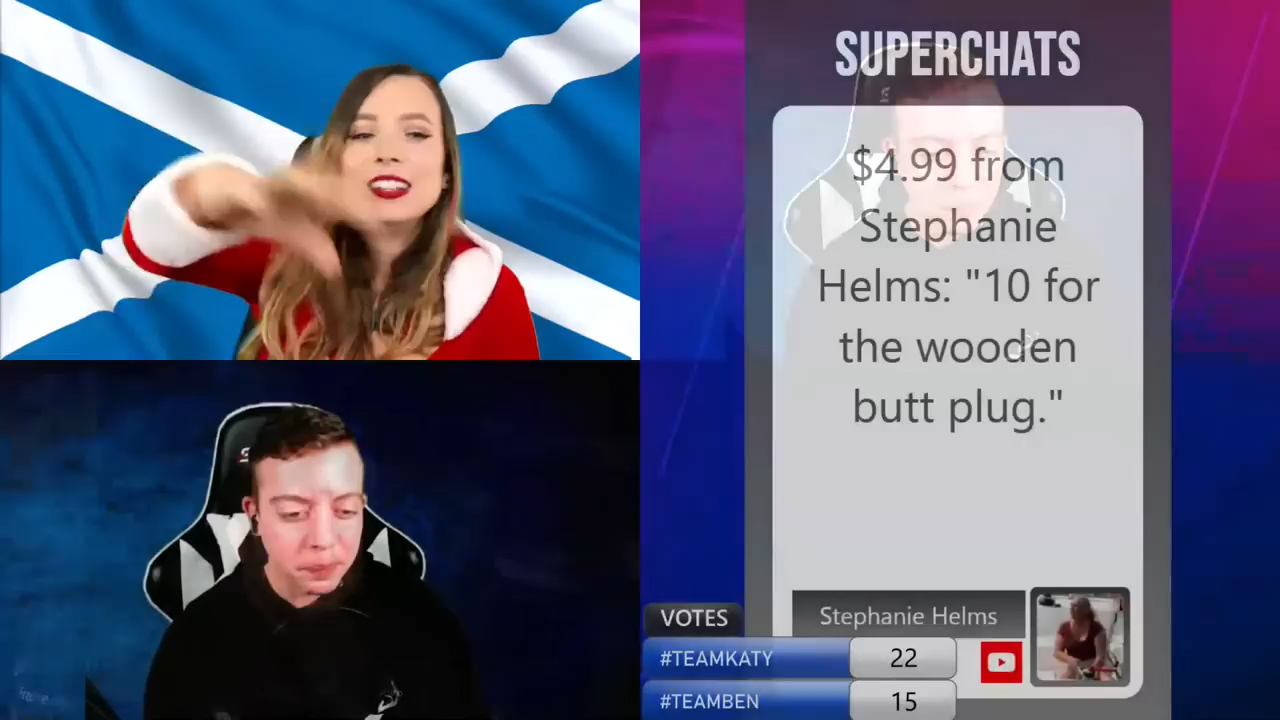 SUPERCHATS
$4.99 from
Stephanie
Helms: "10 for
the wooden
butt plug."
Stephanie Helms
VOTES
#TEAMKATY 22
#TEAMBEN 15